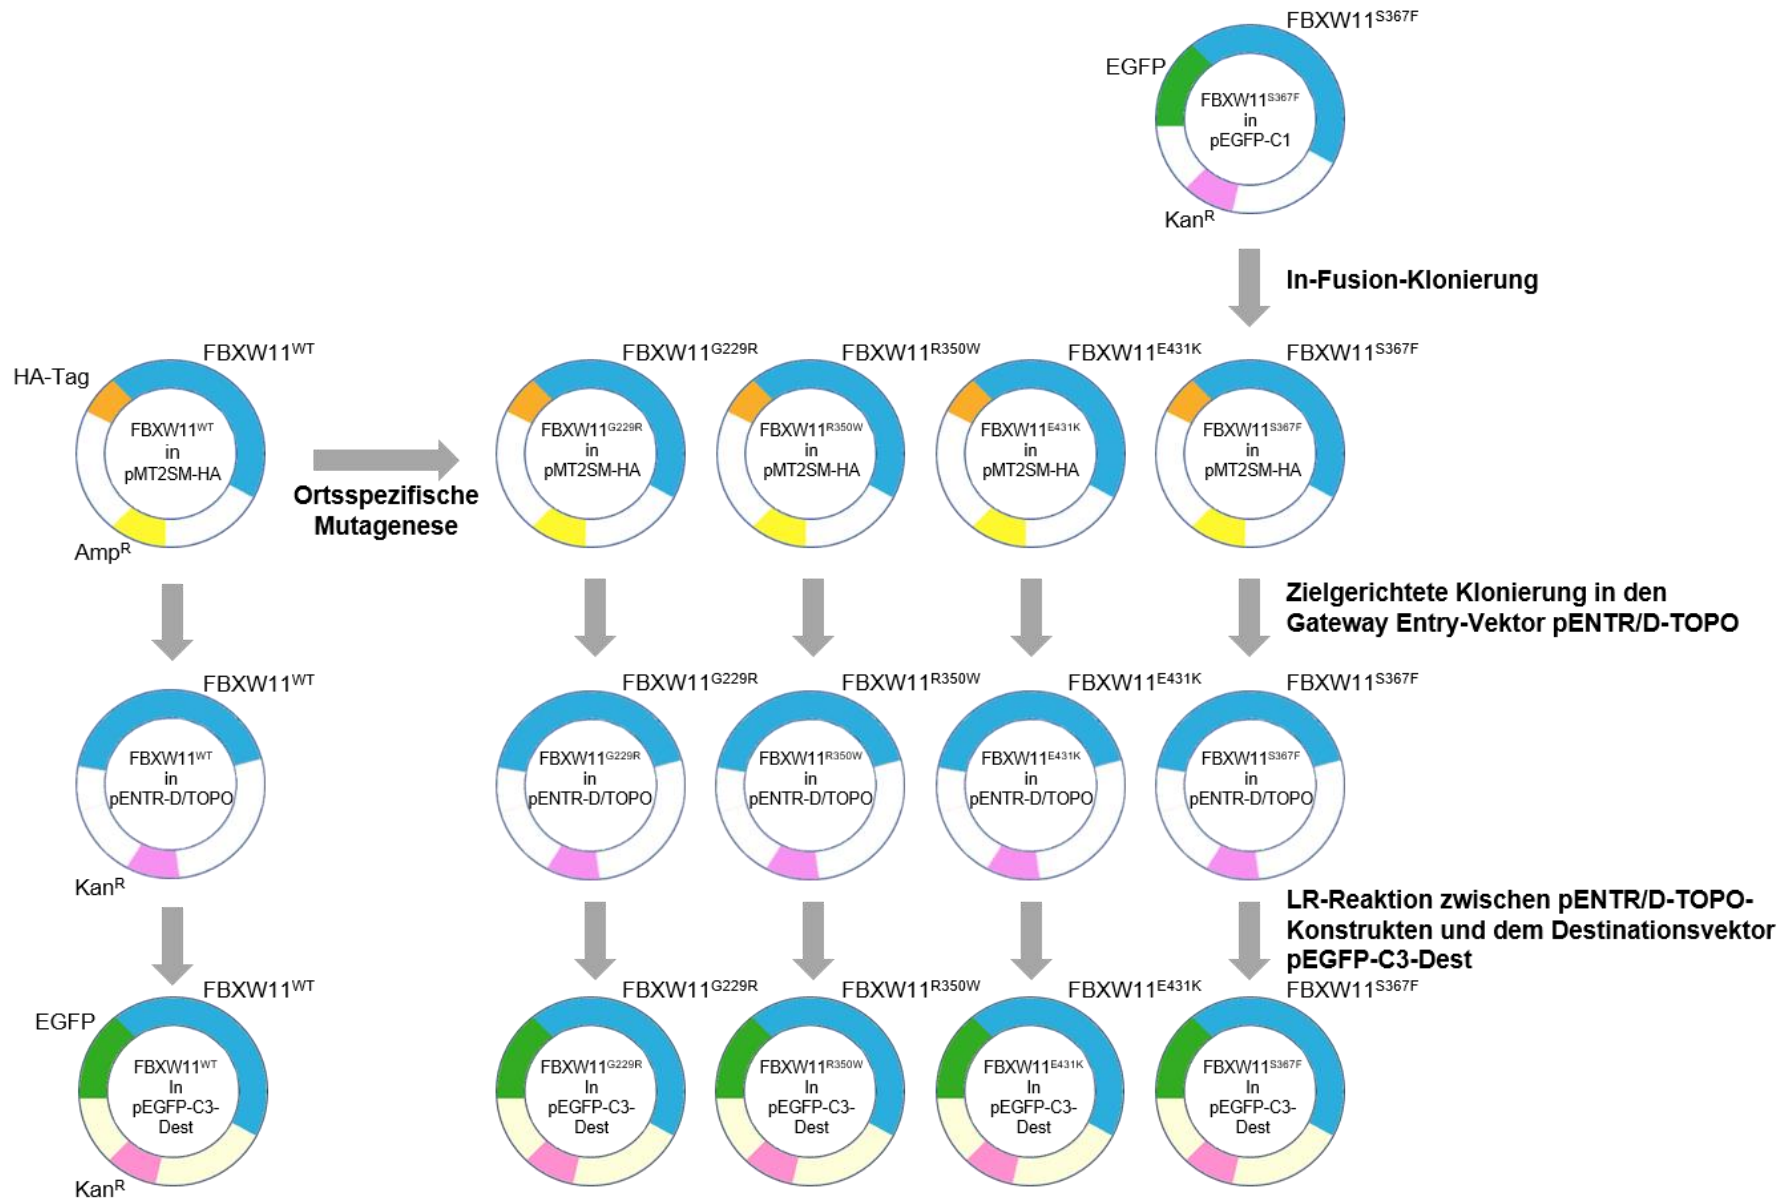 FBXW11S367F
EGFP
FBXW11S367F
in
pEGFP-C1
KanR
In-Fusion-Klonierung
FBXW11WT
HA-Tag
FBXW11WT
in
pMT2SM-HA
AmpR
Ortsspezifische
Mutagenese
FBXW11G229R
FBXW11G229R
in
pMT2SM-HA
FBXW11R350W
FBXW11R350W
in
pMT2SM-HA
FBXW11E431K
FBXW11E431K
in
pMT2SM-HA
FBXW11S367F
FBXW11S367F
in
pMT2SM-HA
Zielgerichtete Klonierung in den
Gateway Entry-Vektor pENTR/D-TOPO
FBXW11WT
FBXW11WT
in
pENTR-D/TOPO
KanR
FBXW11G229R
FBXW11G229R
in
pENTR-D/TOPO
FBXW11R350W
FBXW11R350W
in
pENTR-D/TOPO
FBXW11E431K
FBXW11E431K
in
pENTR-D/TOPO
FBXW11S367F
FBXW11S367F
in
pENTR-D/TOPO
LR-Reaktion zwischen pENTR/D-TOPO-
Konstrukten und dem Destinationsvektor
pEGFP-C3-Dest
FBXW11WT
EGFP
FBXW11WT
In
pEGFP-C3-
Dest
KanR
FBXW11G229R
FBXW11G229R
In
pEGFP-C3-
Dest
FBXW11R350W
FBXW11R350W
In
pEGFP-C3-
Dest
FBXW11E431K
FBXW11E431K
In
pEGFP-C3-
Dest
FBXW11S367F
FBXW11S367F
In
pEGFP-C3-
Dest